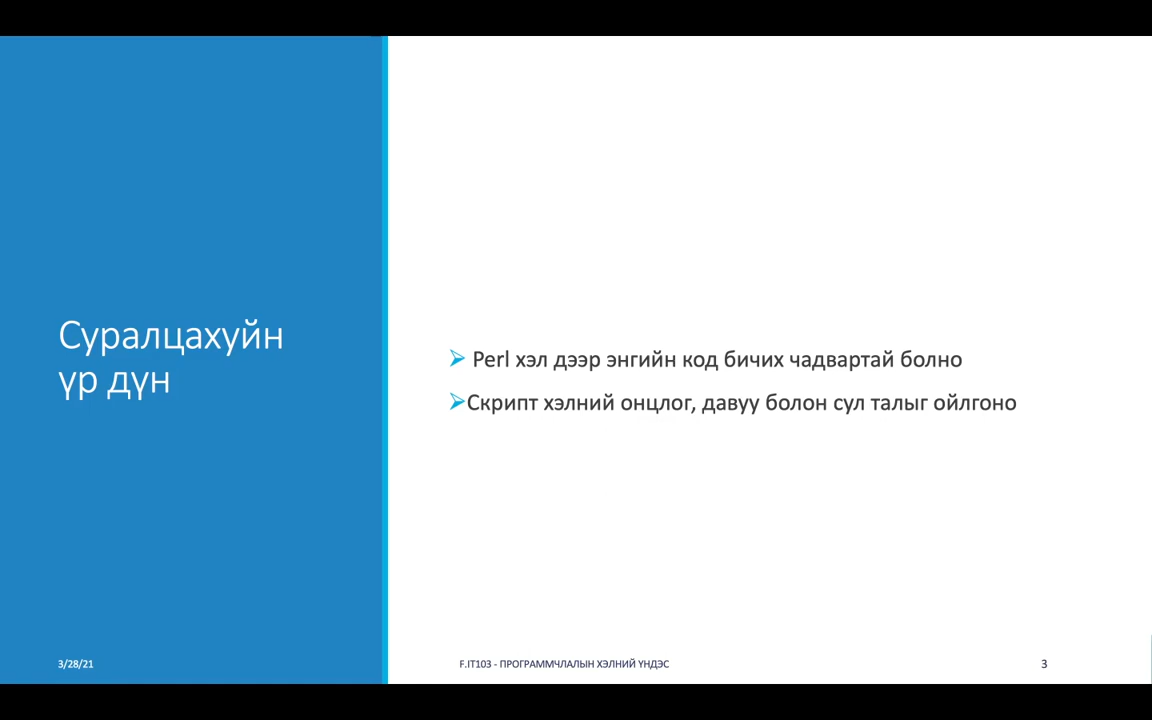 Суралцахуйн
үр дүн
Perl хэл дээр энгийн код бичих чадвартай болно
Скрипт хэлний онцлог, давуу болон сул талыг ойлгоно
3/28/21
F.IT103 - ПРОГРАММЧЛАЛЫН ХЭЛНИЙ ҮНДЭС
3